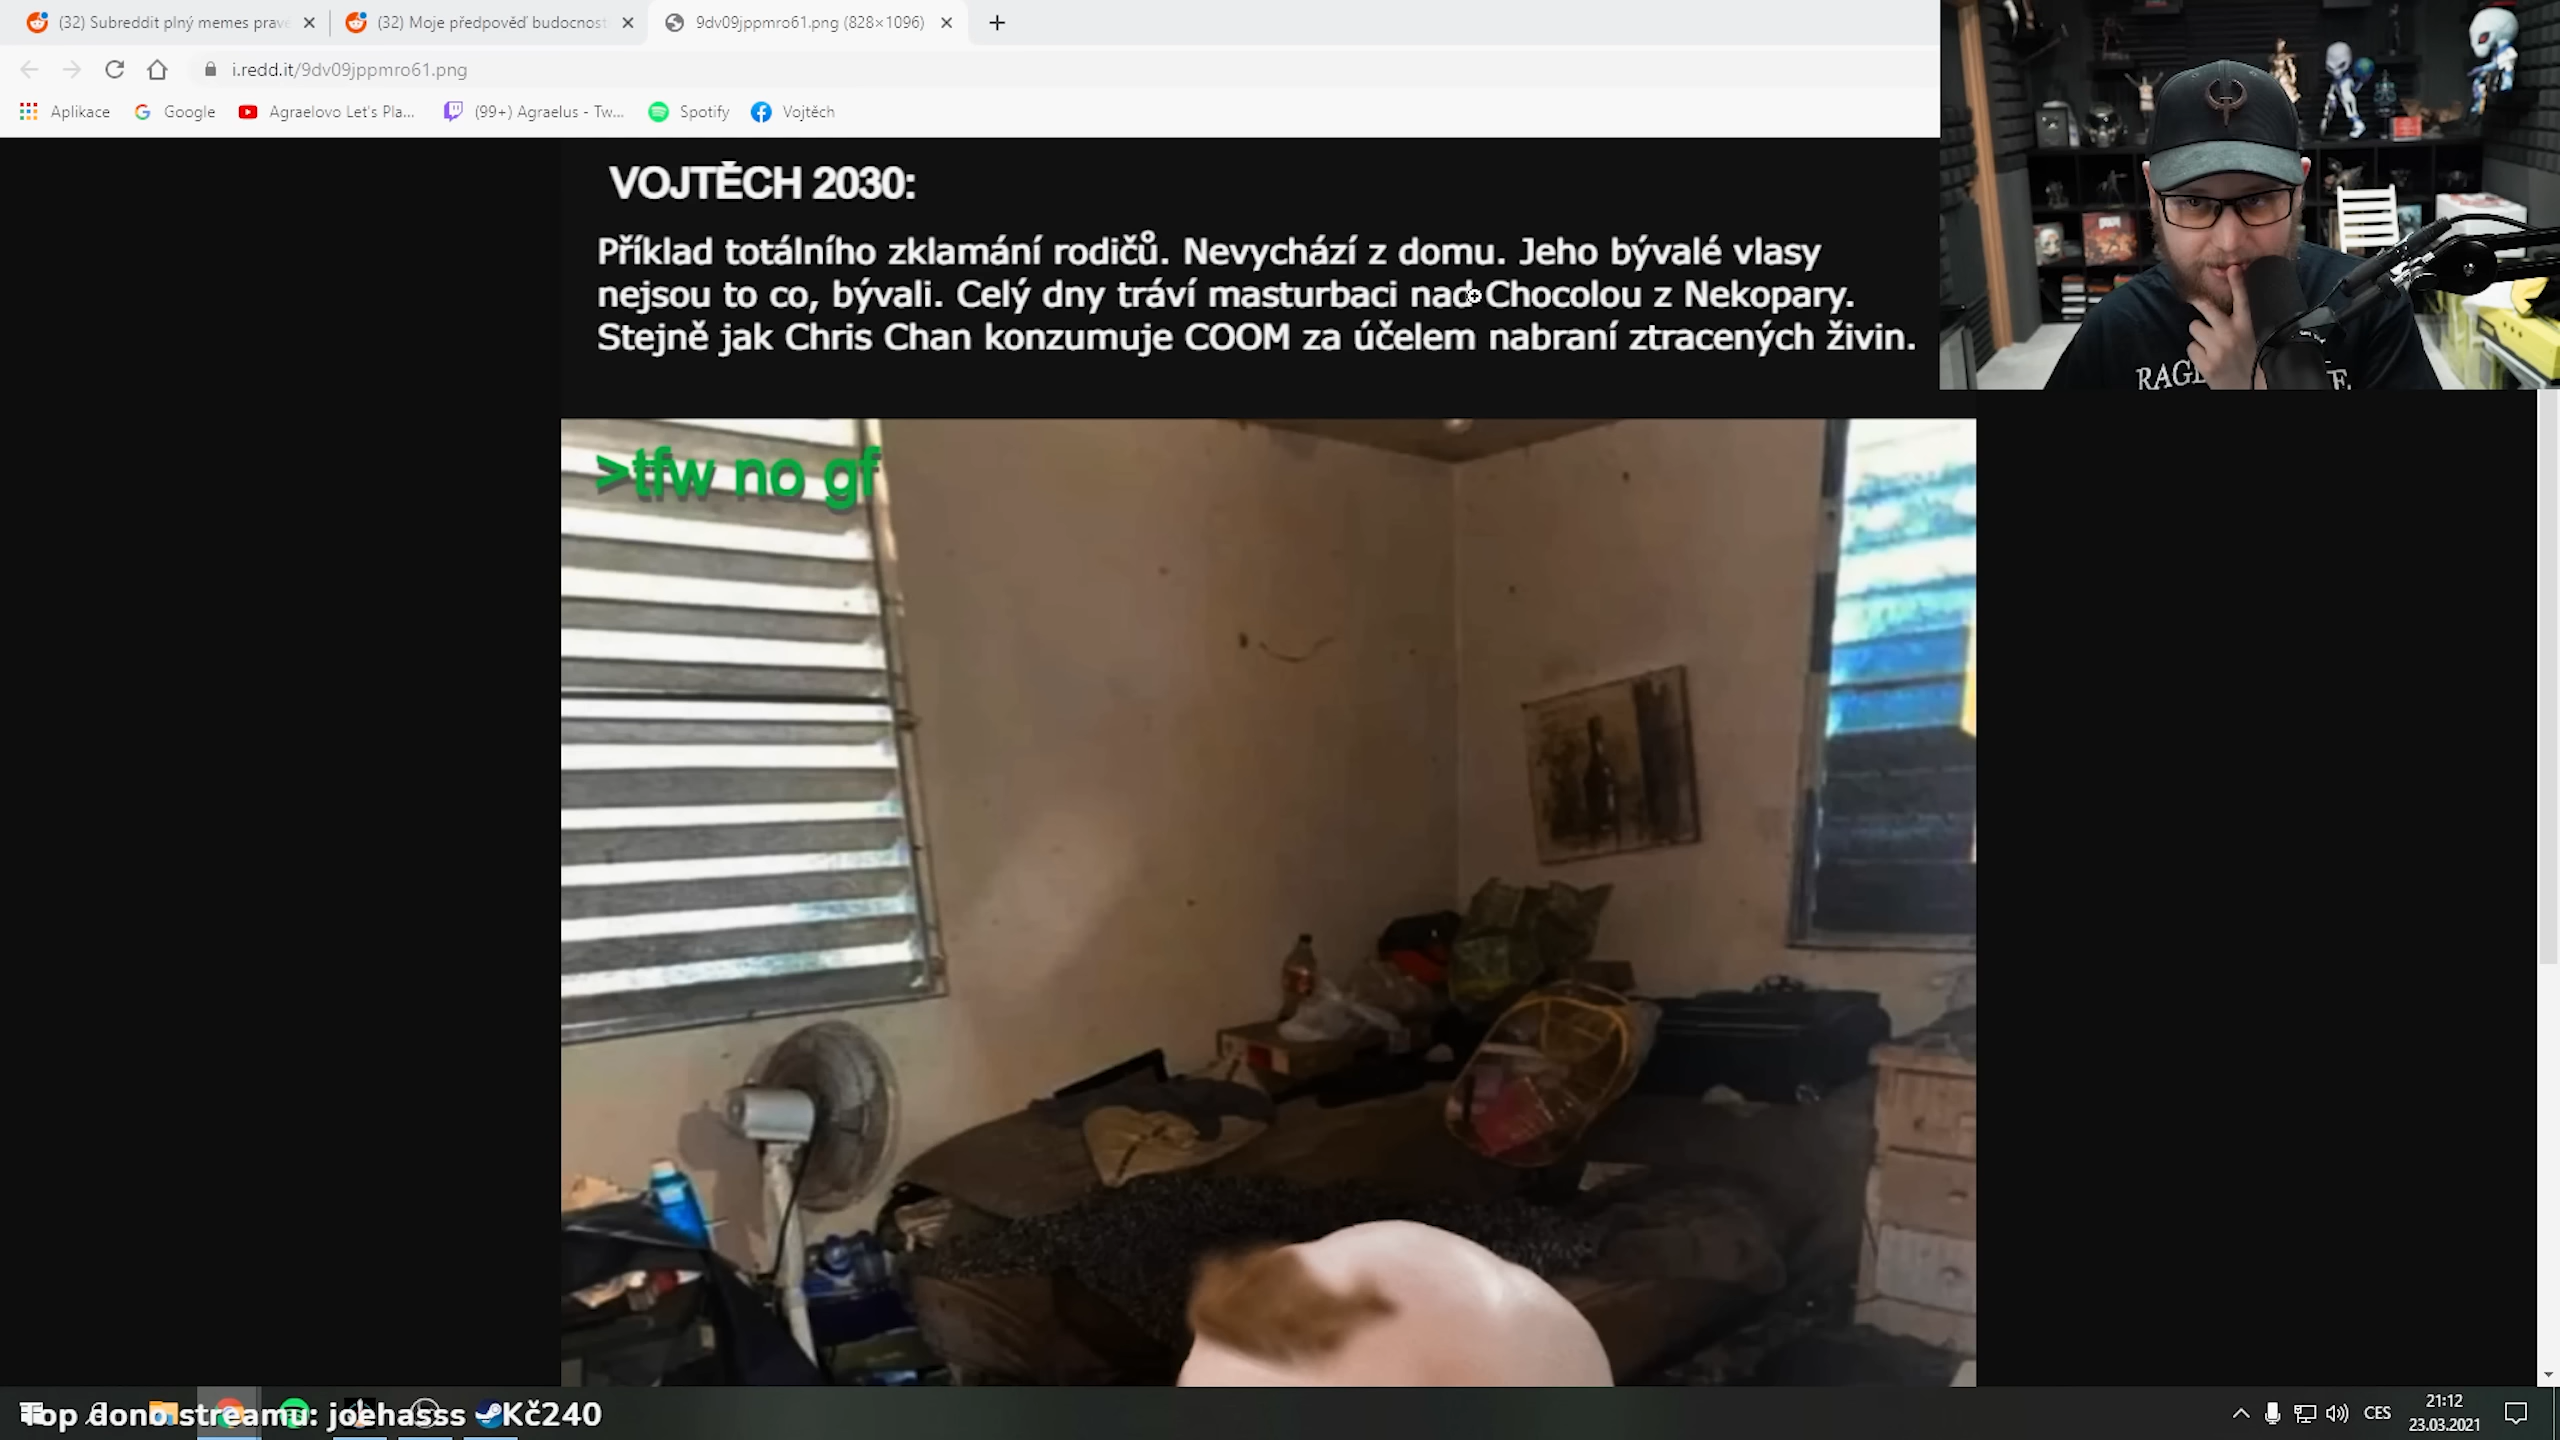 (32) Subreddit plný memes prav
(32) Moje předpověď budocnost
9dv09jppmro61.png (828×1096)
i.redd.it/9dv09jppmro61.png
Aplikace
Google
Agraelovo Let's Pla...
(99+) Agraelus - Tw...
Spotify
Vojtěch
VOJTĚCH 2030:
Příklad totálního zklamání rodičů. Nevychází z domu. Jeho bývalé vlasy
nejsou to co, bývali. Celý dny tráví masturbaci nad Chocolou z Nekopary.
Stejně jak Chris Chan konzumuje COOM za účelem nabraní ztracených živin.
>tfw no gf
Top dono streamu: joehasss Kč240
CES
21:12
23.03.2021